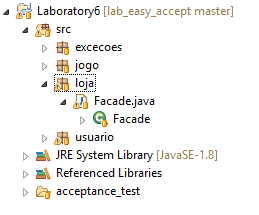 Laboratory6 [lab_easy_accept master]
src
excecoes
jogo
loja
Facade.java
Facade
usuario
JRE System Library [JavaSE-1.8]
Referenced Libraries
acceptance_test